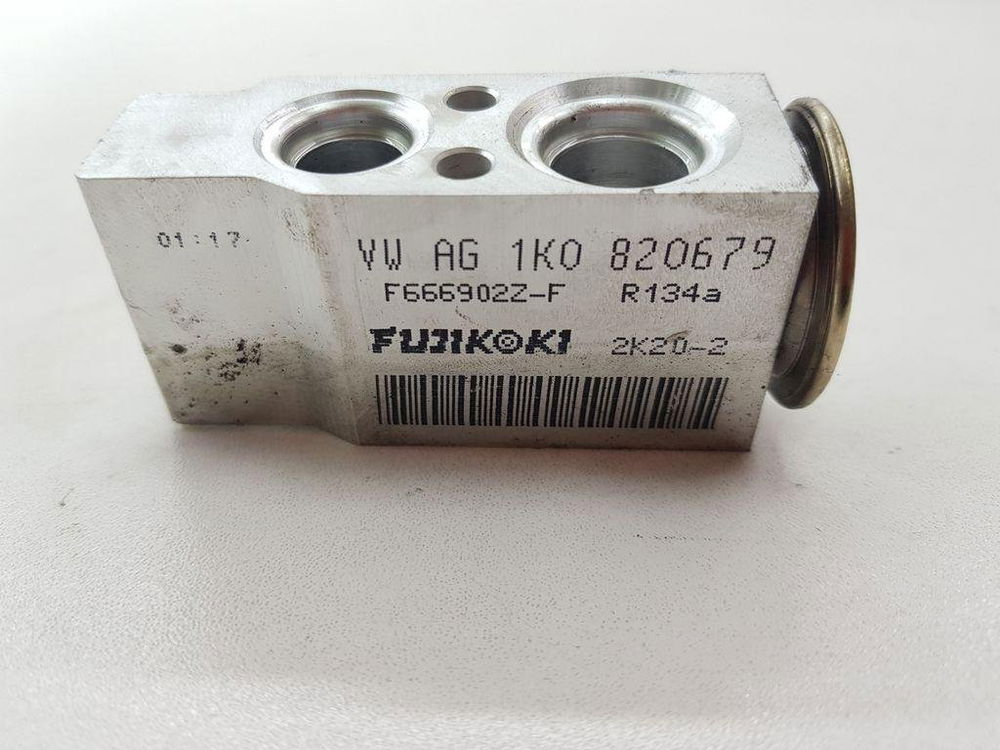 01:17
VW AG 1K0 820679
F666902Z-F R134a
FUJIKOKI 2K20-2